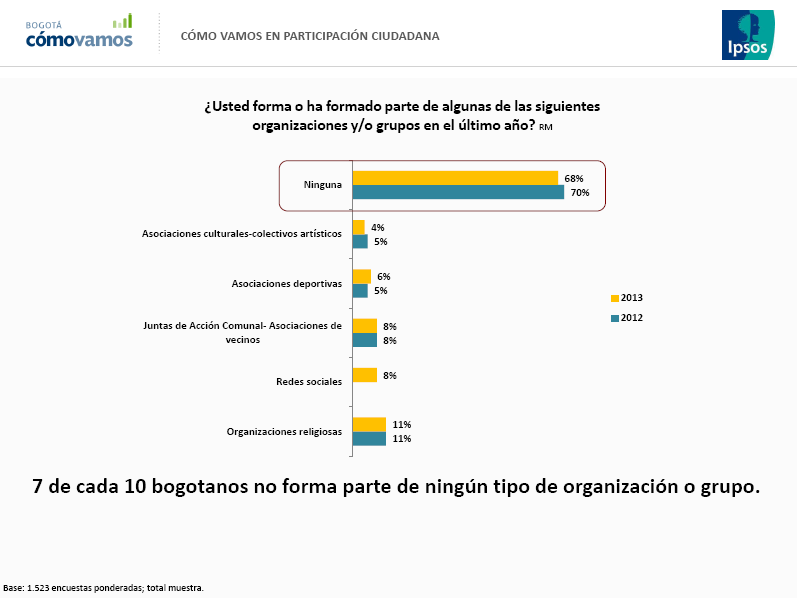 BOGOTÁ
cómovamos
CÓMO VAMOS EN PARTICIPACIÓN CIUDADANA
Ipsos
¿Usted forma o ha formado parte de algunas de las siguientes
organizaciones y/o grupos en el último año? RM
Ninguna
68%
70%
Asociaciones culturales-colectivos artísticos
4%
5%
Asociaciones deportivas
6%
5%
Juntas de Acción Comunal- Asociaciones de
vecinos
8%
8%
Redes sociales
8%
Organizaciones religiosas
11%
11%
2013
2012
7 de cada 10 bogotanos no forma parte de ningún tipo de organización o grupo.
Base: 1.523 encuestas ponderadas; total muestra.